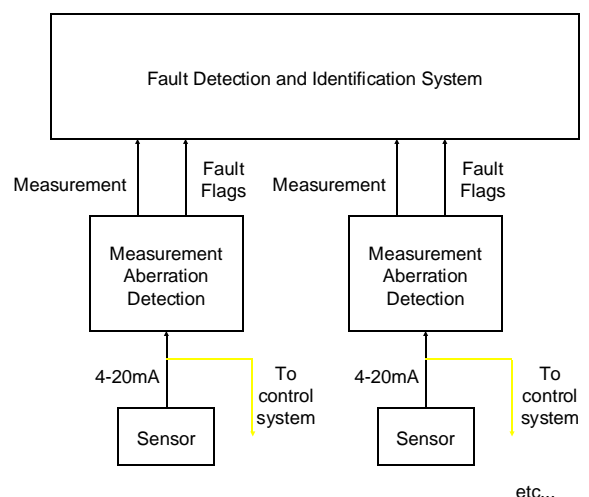 Fault Detection and Identification System
Measurement
Fault
Flags
Measurement
Fault
Flags
Measurement
Aberration
Detection
Measurement
Aberration
Detection
4-20mA
To
control
system
4-20mA
To
control
system
Sensor
Sensor
etc...